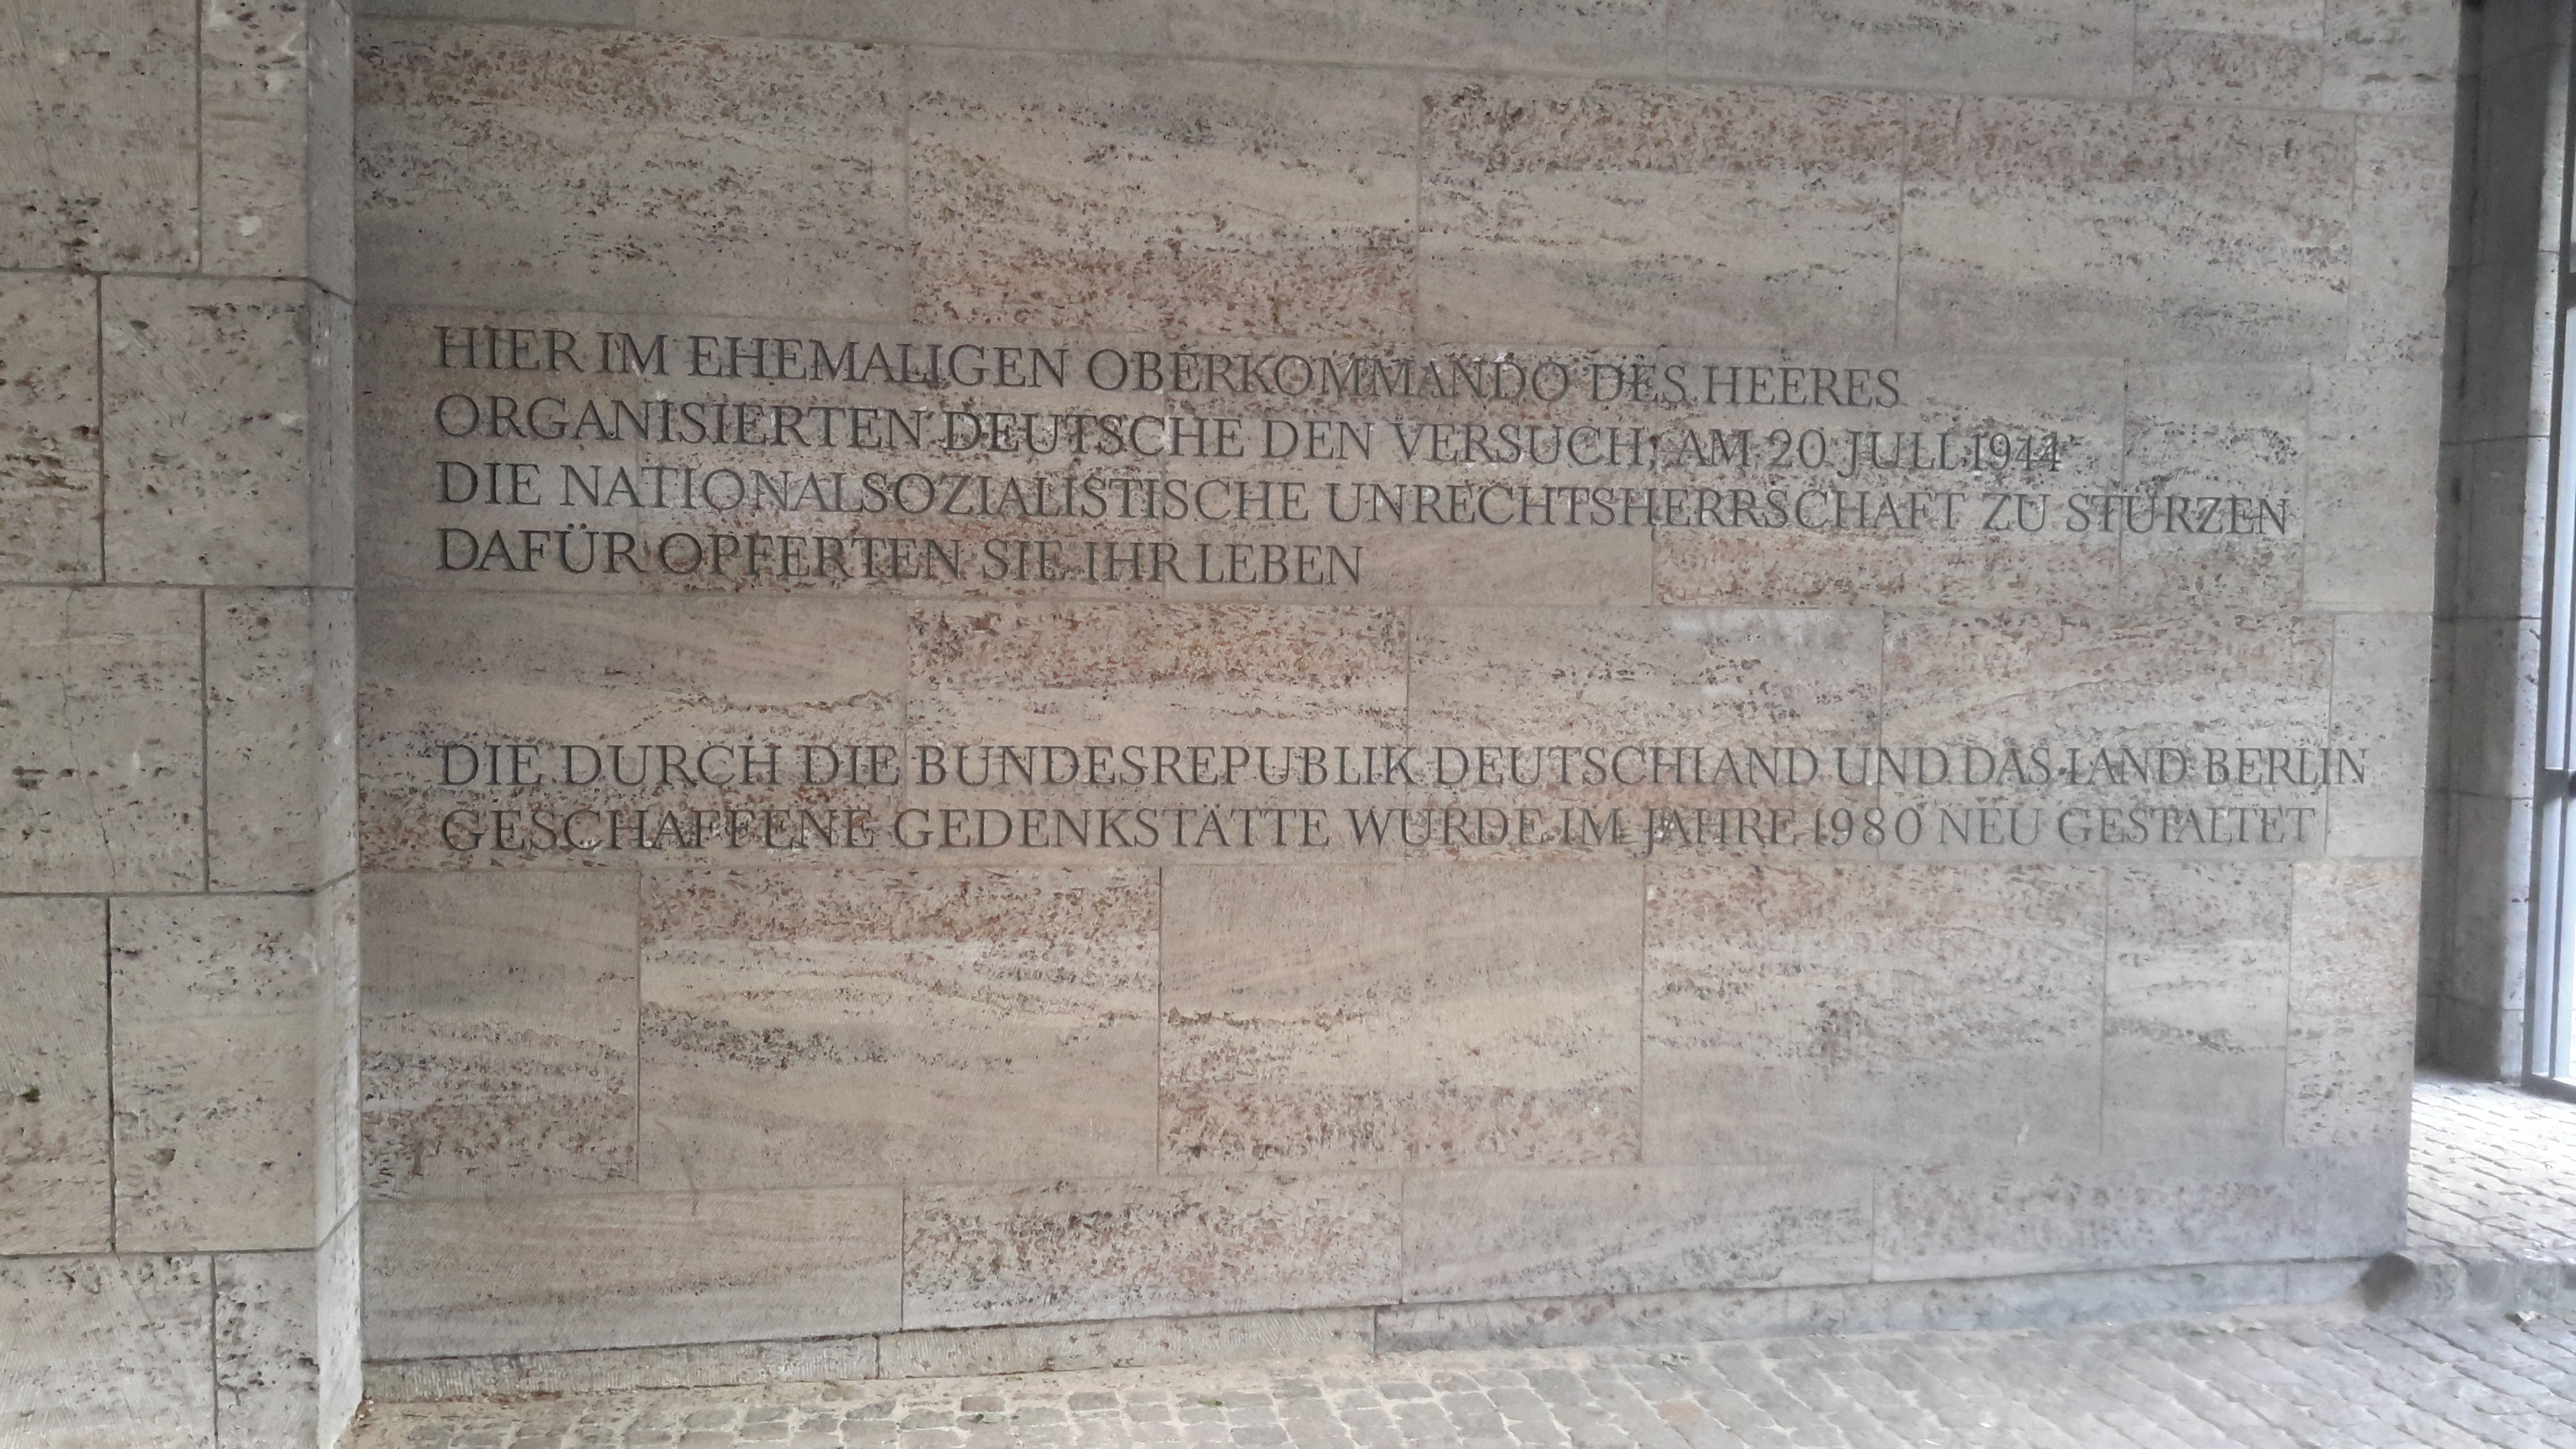 HIER IM EHEMALIGEN OBERKOMMANDO DES HEERES
ORGANISIERTEN DEUTSCHE DEN VERSUCH, AM 20 JULI 1944
DIE NATIONALSOZIALISTISCHE UNRECHTSHERRSCHAFT ZU STÜRZEN
DAFÜR OPFERTEN SIE IHR LEBEN
DIE DURCH DIE BUNDESREPUBLIK DEUTSCHLAND UND DAS LAND BERLIN
GESCHAFFENE GEDENKSTÄTTE WURDE IM JAHRE 1980 NEU GESTALTET